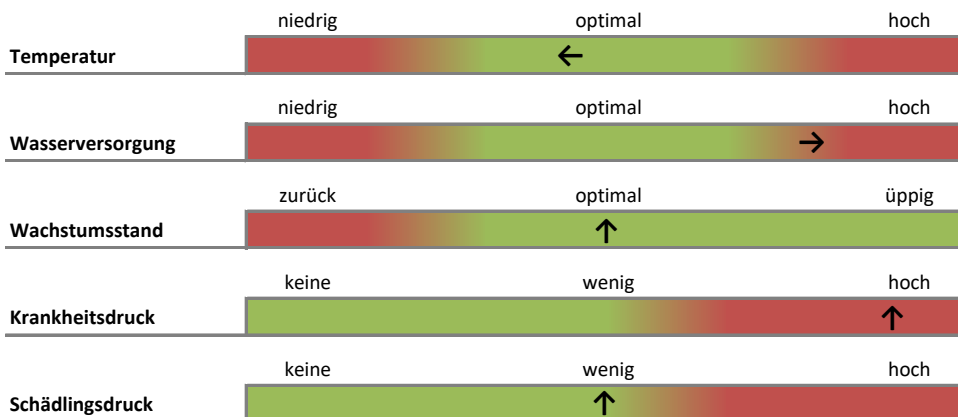 niedrig optimal hoch
Temperatur ←
niedrig optimal hoch
Wasserversorgung →
zurück optimal üppig
Wachstumsstand ↑
keine wenig hoch
Krankheitsdruck ↑
keine wenig hoch
Schädlingsdruck ↑